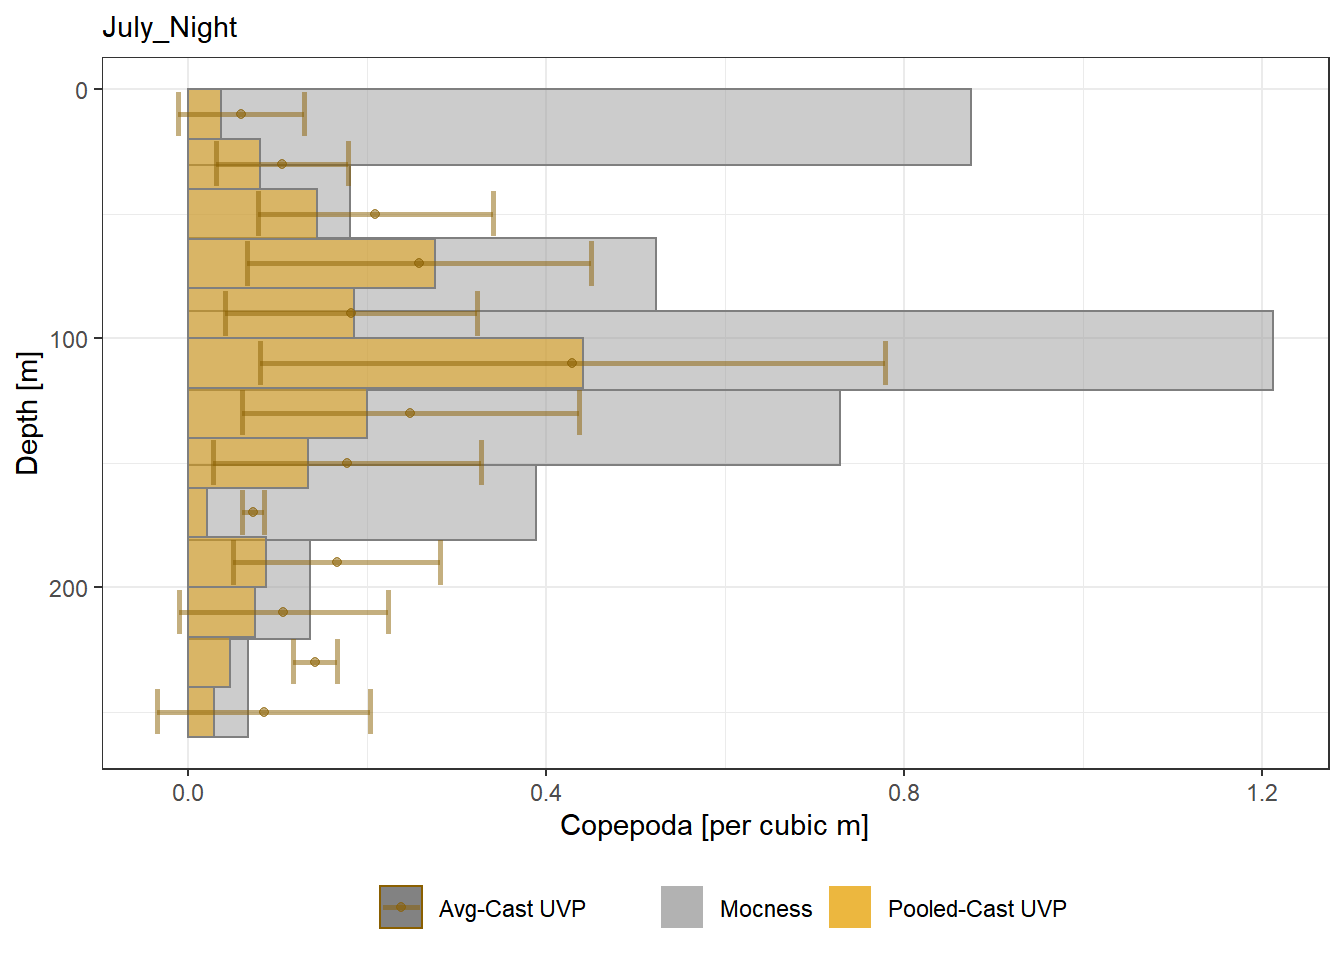 July_Night
0
100
200
Depth [m]
0.0 0.4 0.8 1.2
Copepoda [per cubic m]
Avg-Cast UVP Mocness Pooled-Cast UVP